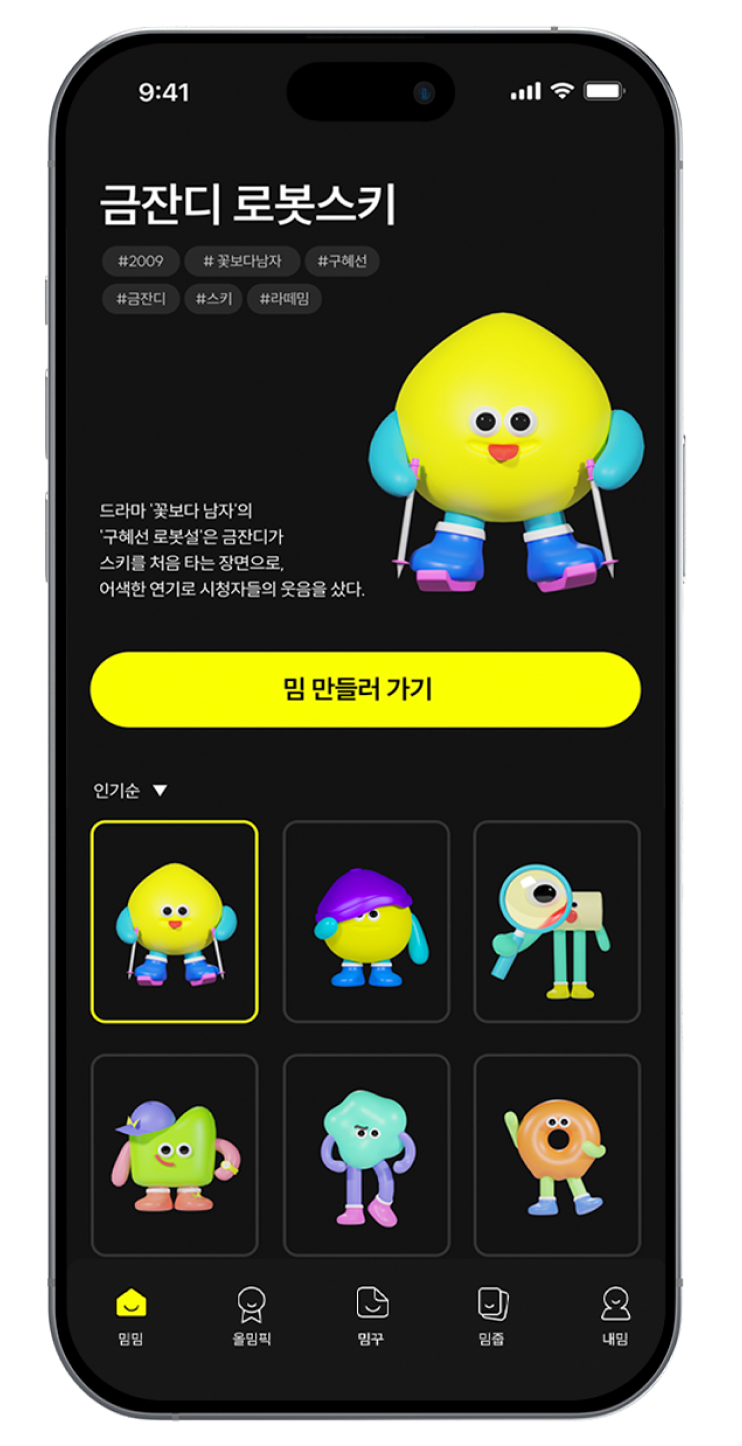 9:41
금잔디 로봇스키
#2009 # 꽃보다남자 #구혜선
#금잔디 #스키 #라떼밈
드라마 '꽃보다 남자'의
'구혜선 로봇설'은 금잔디가
스키를 처음 타는 장면으로,
어색한 연기로 시청자들의 웃음을 샀다.
밈 만들러 가기
인기순 ▼
밈밈 올밈픽 밈꾸 밈줍 내밈